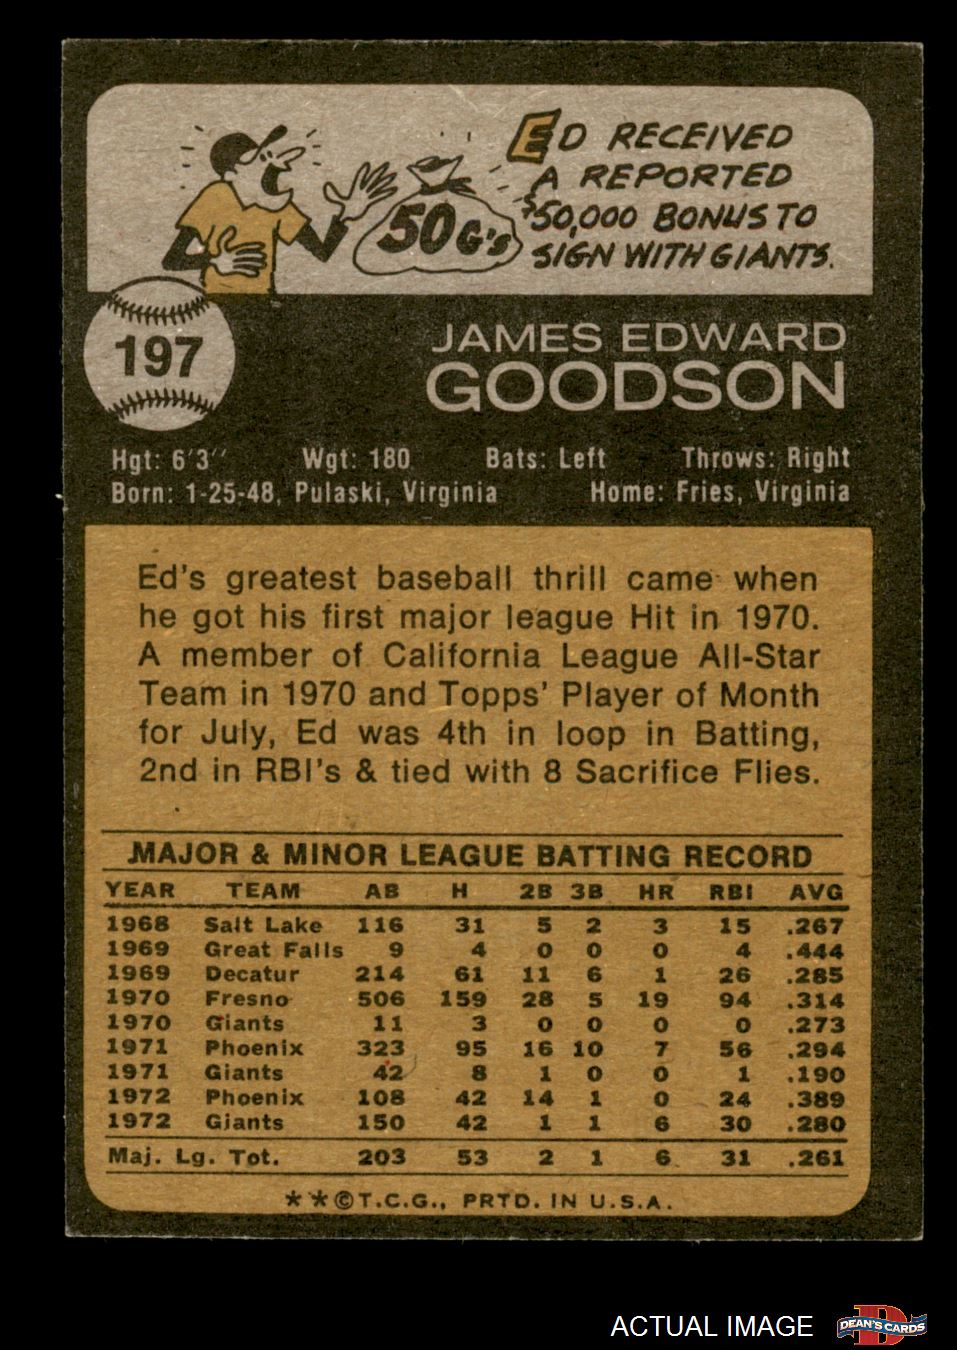 ED RECEIVED
A REPORTED
$50,000 BONUS TO
SIGN WITH GIANTS.
50 G's
197
JAMES EDWARD
GOODSON
Hgt: 6'3'' Wgt: 180 Bats: Left Throws: Right
Born: 1-25-48, Pulaski, Virginia Home: Fries, Virginia
Ed's greatest baseball thrill came when
he got his first major league Hit in 1970.
A member of California League All-Star
Team in 1970 and Topps' Player of Month
for July, Ed was 4th in loop in Batting,
2nd in RBI's & tied with 8 Sacrifice Flies.
MAJOR & MINOR LEAGUE BATTING RECORD
YEAR TEAM AB H 2B 3B HR RBI AVG
1968 Salt Lake 116 31 5 2 3 15 .267
1969 Great Falls 9 4 0 0 0 4 .444
1969 Decatur 214 61 11 6 1 26 .285
1970 Fresno 506 159 28 5 19 94 .314
1970 Giants 11 3 0 0 0 0 .273
1971 Phoenix 323 95 16 10 7 56 .294
1971 Giants 42 8 1 0 0 1 .190
1972 Phoenix 108 42 14 1 0 24 .389
1972 Giants 150 42 1 1 6 30 .280
Maj. Lg. Tot. 203 53 2 1 6 31 .261
**©T.C.G., PRTD. IN U.S.A.
ACTUAL IMAGE
D
DEAN'S CARDS